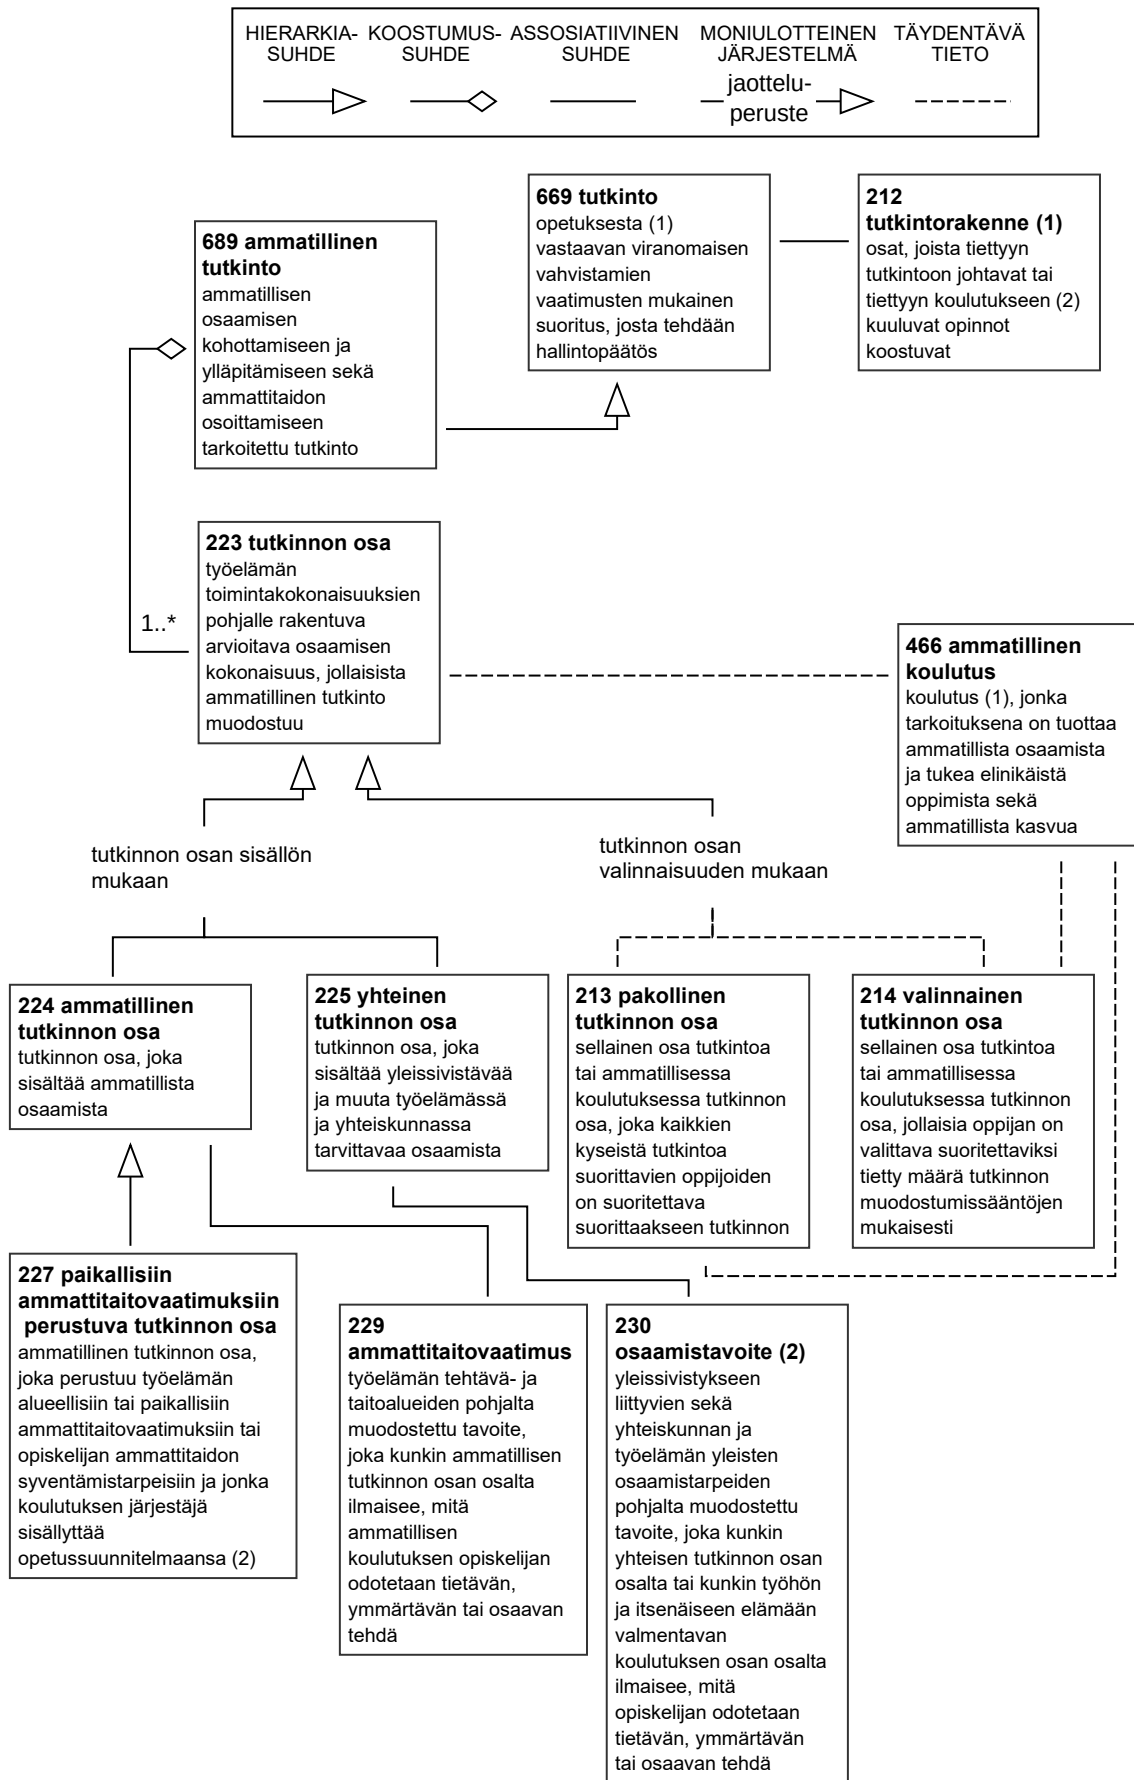 HIERARKIA-
SUHDE
KOOSTUMUS-
SUHDE
ASSOSIATIIVINEN
SUHDE
MONIULOTTEINEN
JÄRJESTELMÄ
TÄYDENTÄVÄ
TIETO
jaottelu-
peruste
669 tutkinto
opetuksesta (1)
vastaavan viranomaisen
vahvistamien
vaatimusten mukainen
suoritus, josta tehdään
hallintopäätös
212
tutkintorakenne (1)
osat, joista tiettyyn
tutkintoon johtavat tai
tiettyyn koulutukseen (2)
kuuluvat opinnot
koostuvat
689 ammatillinen
tutkinto
ammatillisen
osaamisen
kohottamiseen ja
ylläpitämiseen sekä
ammattitaidon
osoittamiseen
tarkoitettu tutkinto
223 tutkinnon osa
työelämän
toimintakokonaisuuksien
pohjalle rakentuva
arvioitava osaamisen
kokonaisuus, jollaisista
ammatillinen tutkinto
muodostuu
1..*
466 ammatillinen
koulutus
koulutus (1), jonka
tarkoituksena on tuottaa
ammatillista osaamista
ja tukea elinikäistä
oppimista sekä
ammatillista kasvua
tutkinnon osan sisällön
mukaan
tutkinnon osan
valinnaisuuden mukaan
224 ammatillinen
tutkinnon osa
tutkinnon osa, joka
sisältää ammatillista
osaamista
225 yhteinen
tutkinnon osa
tutkinnon osa, joka
sisältää yleissivistävää
ja muuta työelämässä
ja yhteiskunnassa
tarvittavaa osaamista
213 pakollinen
tutkinnon osa
sellainen osa tutkintoa
tai ammatillisessa
koulutuksessa tutkinnon
osa, joka kaikkien
kyseistä tutkintoa
suorittavien oppijoiden
on suoritettava
suorittaakseen tutkinnon
214 valinnainen
tutkinnon osa
sellainen osa tutkintoa
tai ammatillisessa
koulutuksessa tutkinnon
osa, jollaisia oppijan on
valittava suoritettaviksi
tietty määrä tutkinnon
muodostumissääntöjen
mukaisesti
227 paikallisiin
ammattitaitovaatimuksiin
perustuva tutkinnon osa
ammatillinen tutkinnon osa,
joka perustuu työelämän
alueellisiin tai paikallisiin
ammattitaitovaatimuksiin tai
opiskelijan ammattitaidon
syventämistarpeisiin ja jonka
koulutuksen järjestäjä
sisällyttää
opetussuunnitelmaansa (2)
229
ammattitaitovaatimus
työelämän tehtävä- ja
taitoalueiden pohjalta
muodostettu tavoite,
joka kunkin ammatillisen
tutkinnon osan osalta
ilmaisee, mitä
ammatillisen
koulutuksen opiskelijan
odotetaan tietävän,
ymmärtävän tai osaavan
tehdä
230
osaamistavoite (2)
yleissivistykseen
liittyvien sekä
yhteiskunnan ja
työelämän yleisten
osaamistarpeiden
pohjalta muodostettu
tavoite, joka kunkin
yhteisen tutkinnon osan
osalta tai kunkin työhön
ja itsenäiseen elämään
valmentavan
koulutuksen osan osalta
ilmaisee, mitä
opiskelijan odotetaan
tietävän, ymmärtävän
tai osaavan tehdä